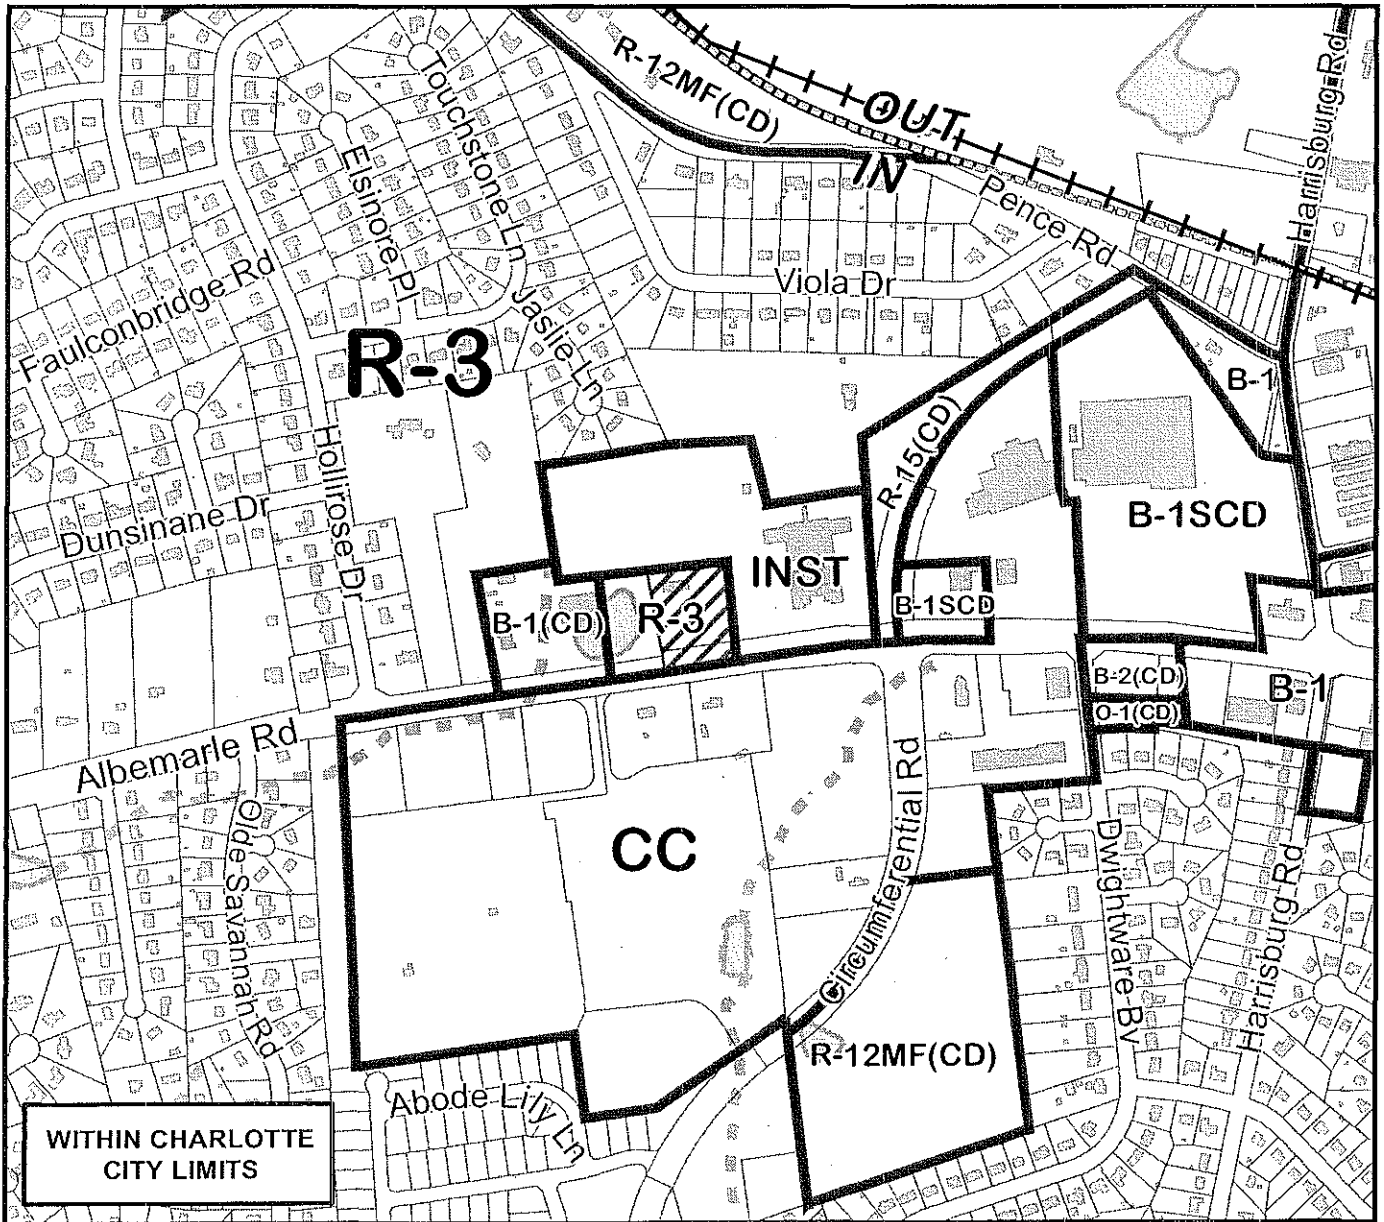 R-12MF(CD)
OUT
IN
Harrisburg Rd
Touchstone Ln
Elsinore Pl
Pence Rd
Viola Dr
Faulconbridge Rd
Jaslie Ln
R-3
B-1
R-15(CD)
Hollirose Dr
Dunsinane Dr
B-1SCD
INST
B-1(CD)
R-3
B-1SCD
B-2(CD)
B-1
O-1(CD)
Albemarle Rd
Circumferential Rd
Olde Savannah Rd
CC
Dwightware Bv
Harrisburg Rd
R-12MF(CD)
Abode Lily Ln
WITHIN CHARLOTTE
CITY LIMITS